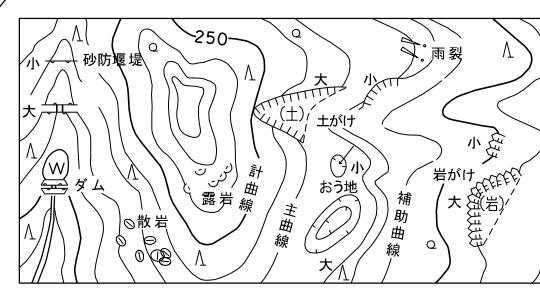 250
小 砂防堰堤
大
W
ダム
散岩
露岩
計曲線
主曲線
大
(土)
土がけ
小
雨裂
小
おう地
大
補助曲線
小
岩がけ
大
(岩)